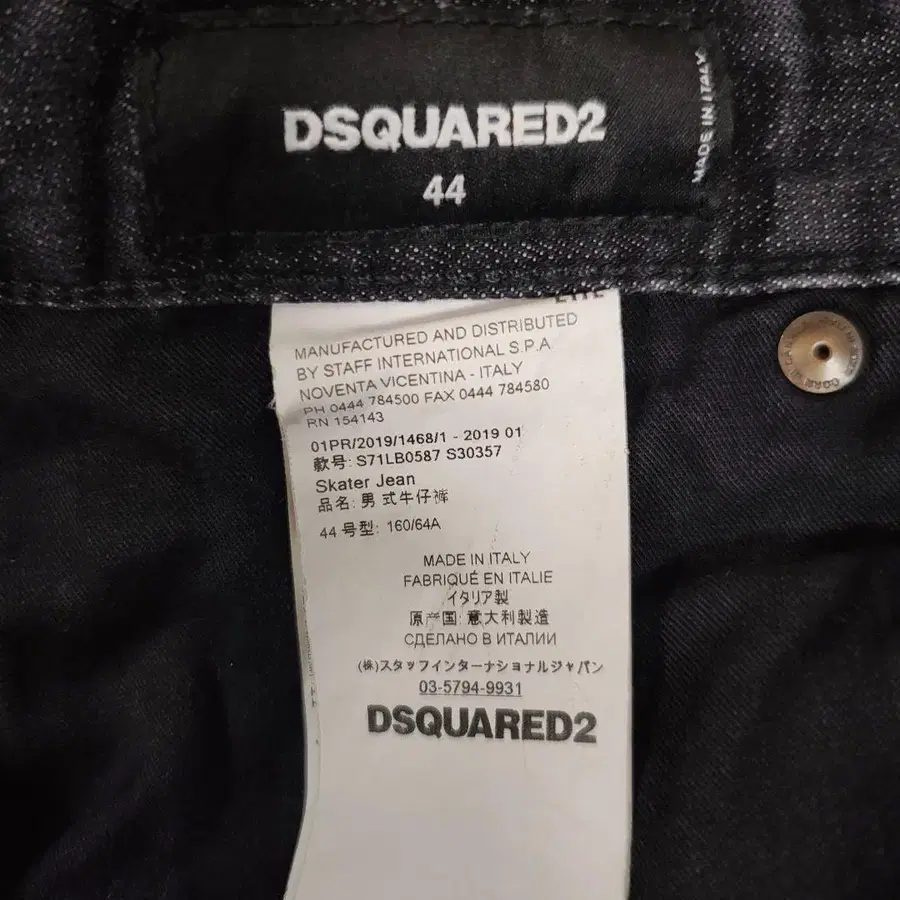 DSQUARED2
44
MADE IN ITALY
MANUFACTURED AND DISTRIBUTED
BY STAFF INTERNATIONAL S.P.A
NOVENTA VICENTINA - ITALY
PH 0444 784500 FAX 0444 784580
RN 154143
01PR/2019/1468/1 - 2019 01
款号: S71LB0587 S30357
Skater Jean
品名: 男 式牛仔裤
44 号型: 160/64A
MADE IN ITALY
FABRIQUÉ EN ITALIE
イタリア製
原产国: 意大利製造
СДЕЛАНО В ИТАЛИИ
(株)スタッフインターナショナルジャパン
03-5794-9931
DSQUARED2